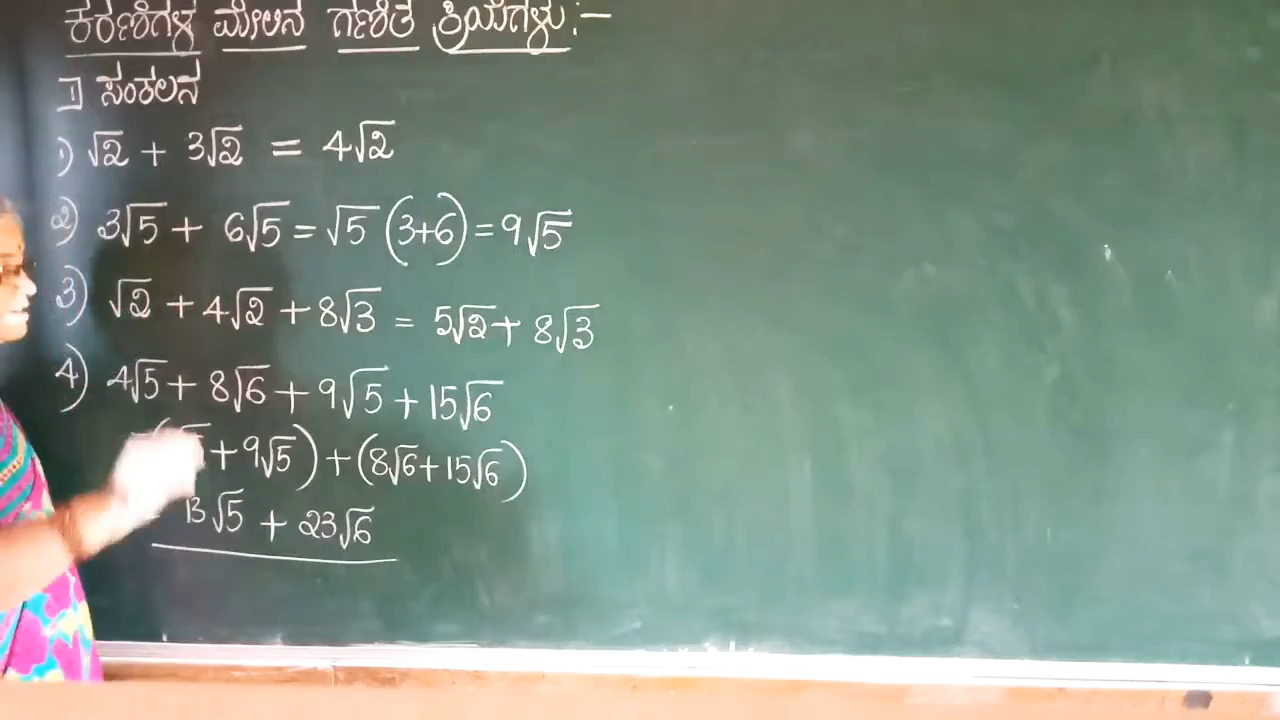 ಕರಣಿಗಳ ಮೇಲಿನ ಗಣಿತ ಕ್ರಿಯೆಗಳು :-
1] ಸಂಕಲನ
1) √2 + 3√2 = 4√2
2) 3√5 + 6√5 = √5 (3+6) = 9√5
3) √2 + 4√2 + 8√3 = 5√2 + 8√3
4) 4√5 + 8√6 + 9√5 + 15√6
+ 9√5) + (8√6 + 15√6)
13√5 + 23√6